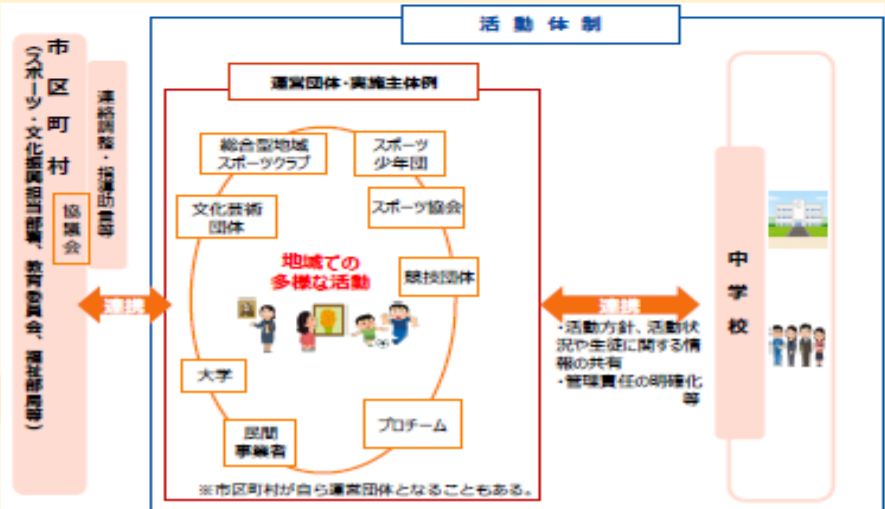 活動体制
市区町村
（スポーツ・文化振興担当部署、教育委員会、福祉部局等）
協議会
連絡調整・指導助言等
連携
運営団体・実施主体例
総合型地域
スポーツクラブ
スポーツ
少年団
文化芸術
団体
スポーツ協会
地域での
多様な活動
競技団体
大学
民間
事業者
プロチーム
※市区町村が自ら運営団体となることもある。
連携
・活動方針、活動状
況や生徒に関する情
報の共有
・管理責任の明確化
等
中学校